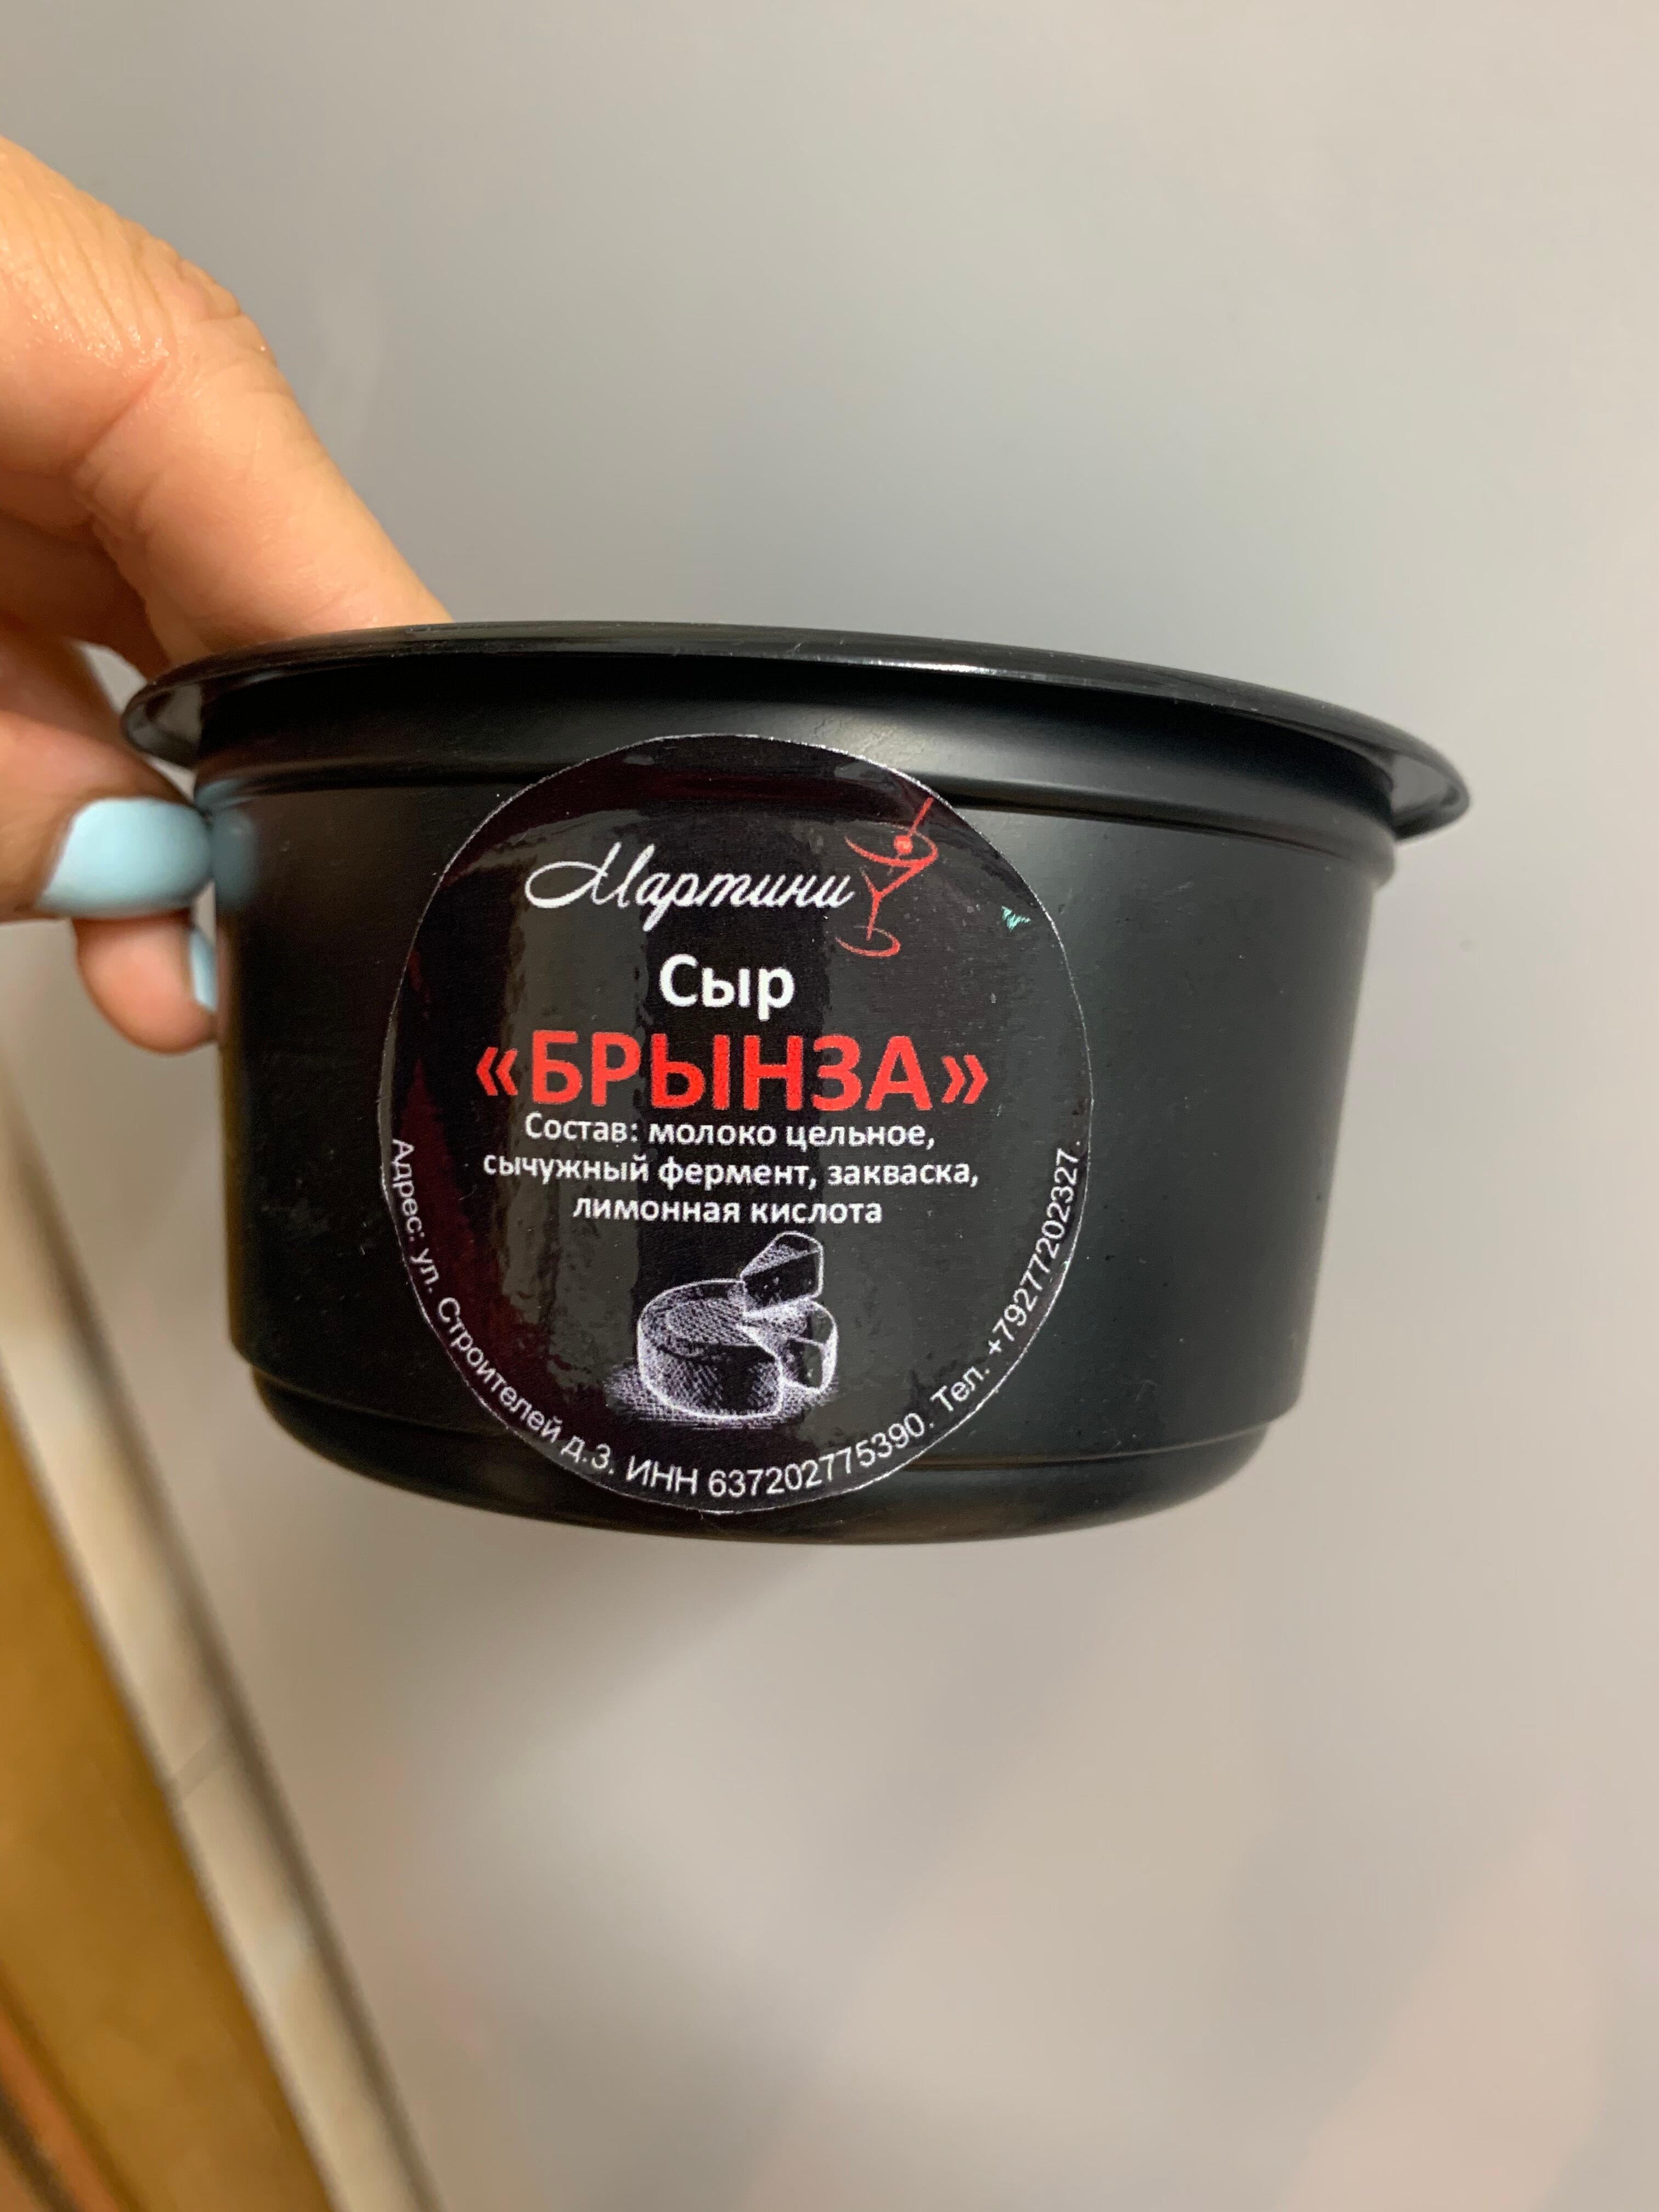 Мартини
Сыр
«БРЫНЗА»
Состав: молоко цельное,
сычужный фермент, закваска,
лимонная кислота
Адрес: ул. Строителей д.3. ИНН 637202775390. Тел. +79277202327.